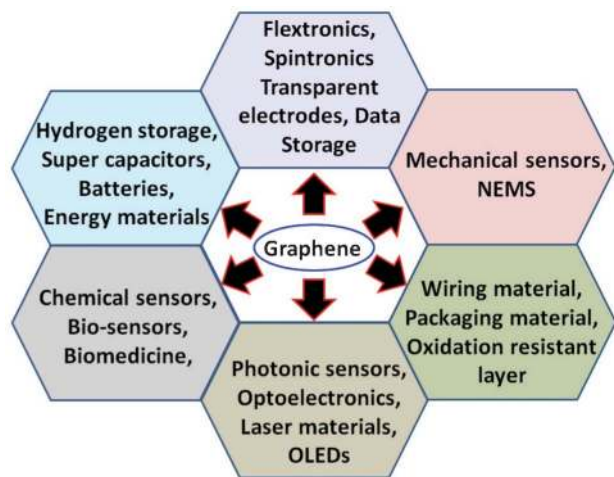 Flextronics,
Spintronics
Transparent
electrodes, Data
Storage
Hydrogen storage,
Super capacitors,
Batteries,
Energy materials
Mechanical sensors,
NEMS
Graphene
Chemical sensors,
Bio-sensors,
Biomedicine,
Wiring material,
Packaging material,
Oxidation resistant
layer
Photonic sensors,
Optoelectronics,
Laser materials,
OLEDs